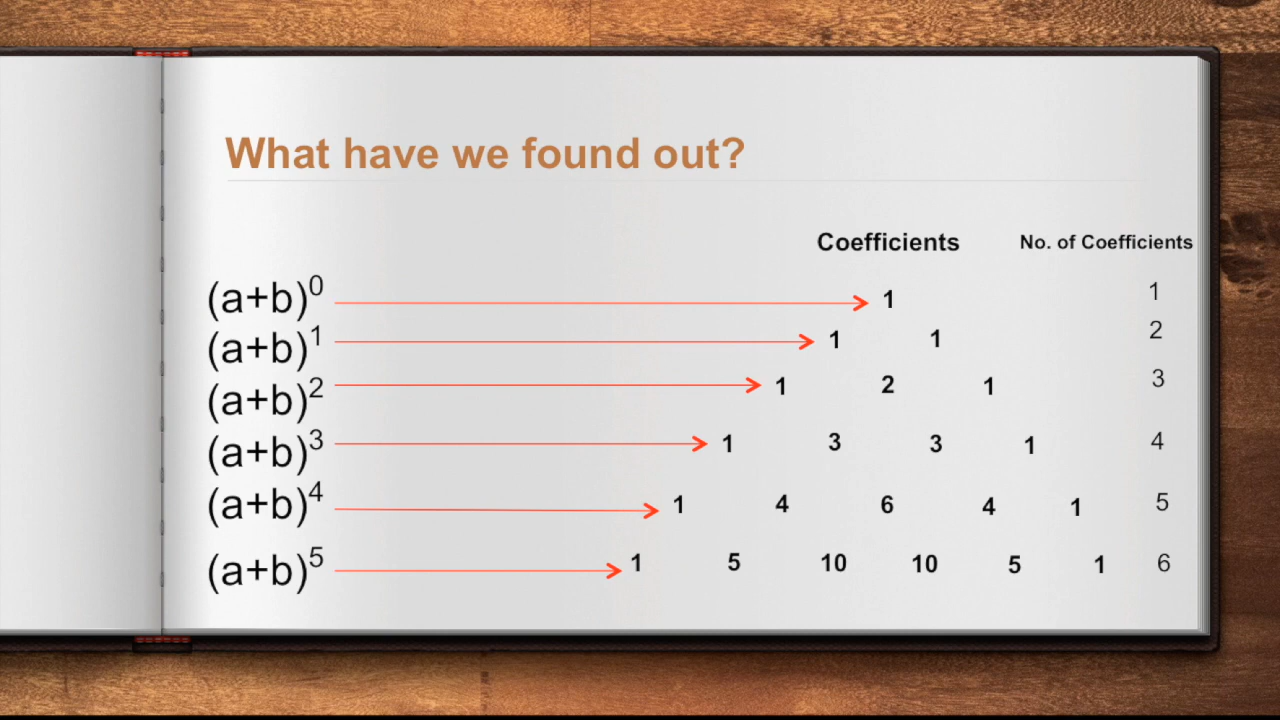 What have we found out?
Coefficients No. of Coefficients
(a+b)⁰ 1 1
(a+b)¹ 1 1 2
(a+b)² 1 2 1 3
(a+b)³ 1 3 3 1 4
(a+b)⁴ 1 4 6 4 1 5
(a+b)⁵ 1 5 10 10 5 1 6